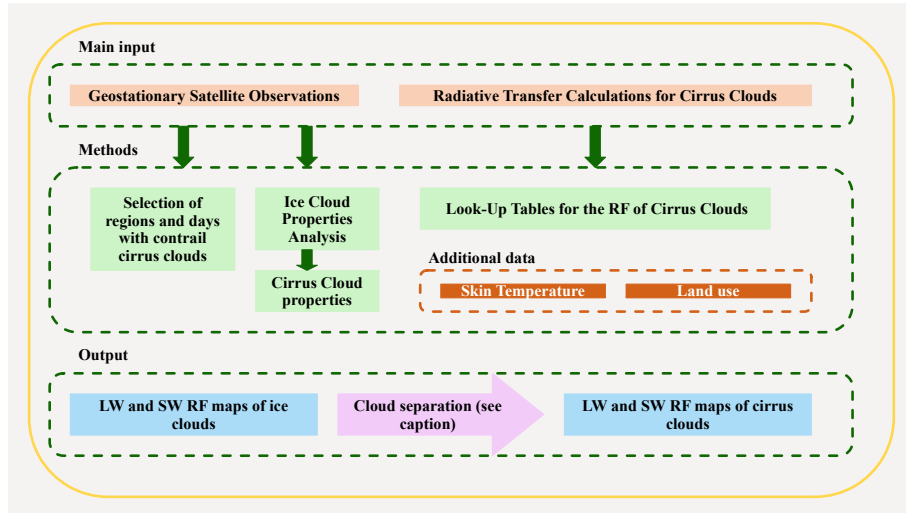 Main input
Geostationary Satellite Observations
Radiative Transfer Calculations for Cirrus Clouds
Methods
Selection of
regions and days
with contrail
cirrus clouds
Ice Cloud
Properties
Analysis
Cirrus Cloud
properties
Look-Up Tables for the RF of Cirrus Clouds
Additional data
Skin Temperature
Land use
Output
LW and SW RF maps of ice
clouds
Cloud separation (see
caption)
LW and SW RF maps of cirrus
clouds